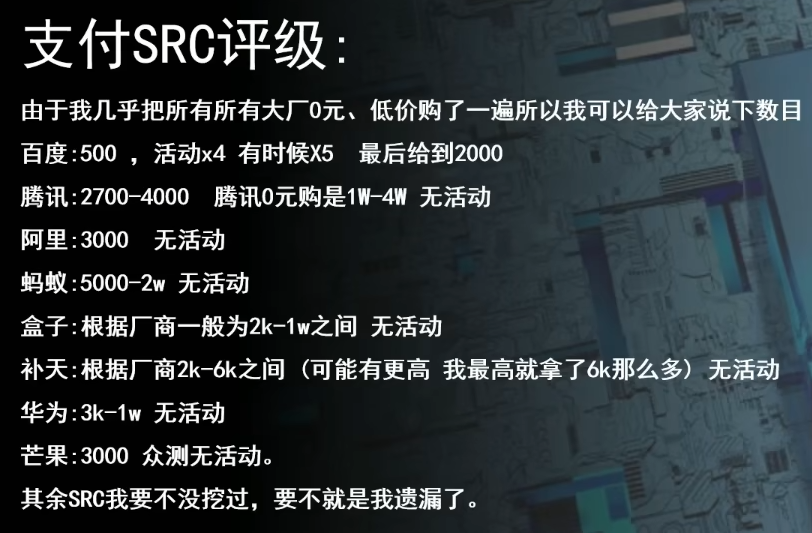 支付SRC评级:
由于我几乎把所有所有大厂0元、低价购了一遍所以我可以给大家说下数目
百度:500 ，活动x4 有时候X5 最后给到2000
腾讯:2700-4000 腾讯0元购是1W-4W 无活动
阿里:3000 无活动
蚂蚁:5000-2w 无活动
盒子:根据厂商一般为2k-1w之间 无活动
补天:根据厂商2k-6k之间 (可能有更高 我最高就拿了6k那么多) 无活动
华为:3k-1w 无活动
芒果:3000 众测无活动。
其余SRC我要不没挖过，要不就是我遗漏了。